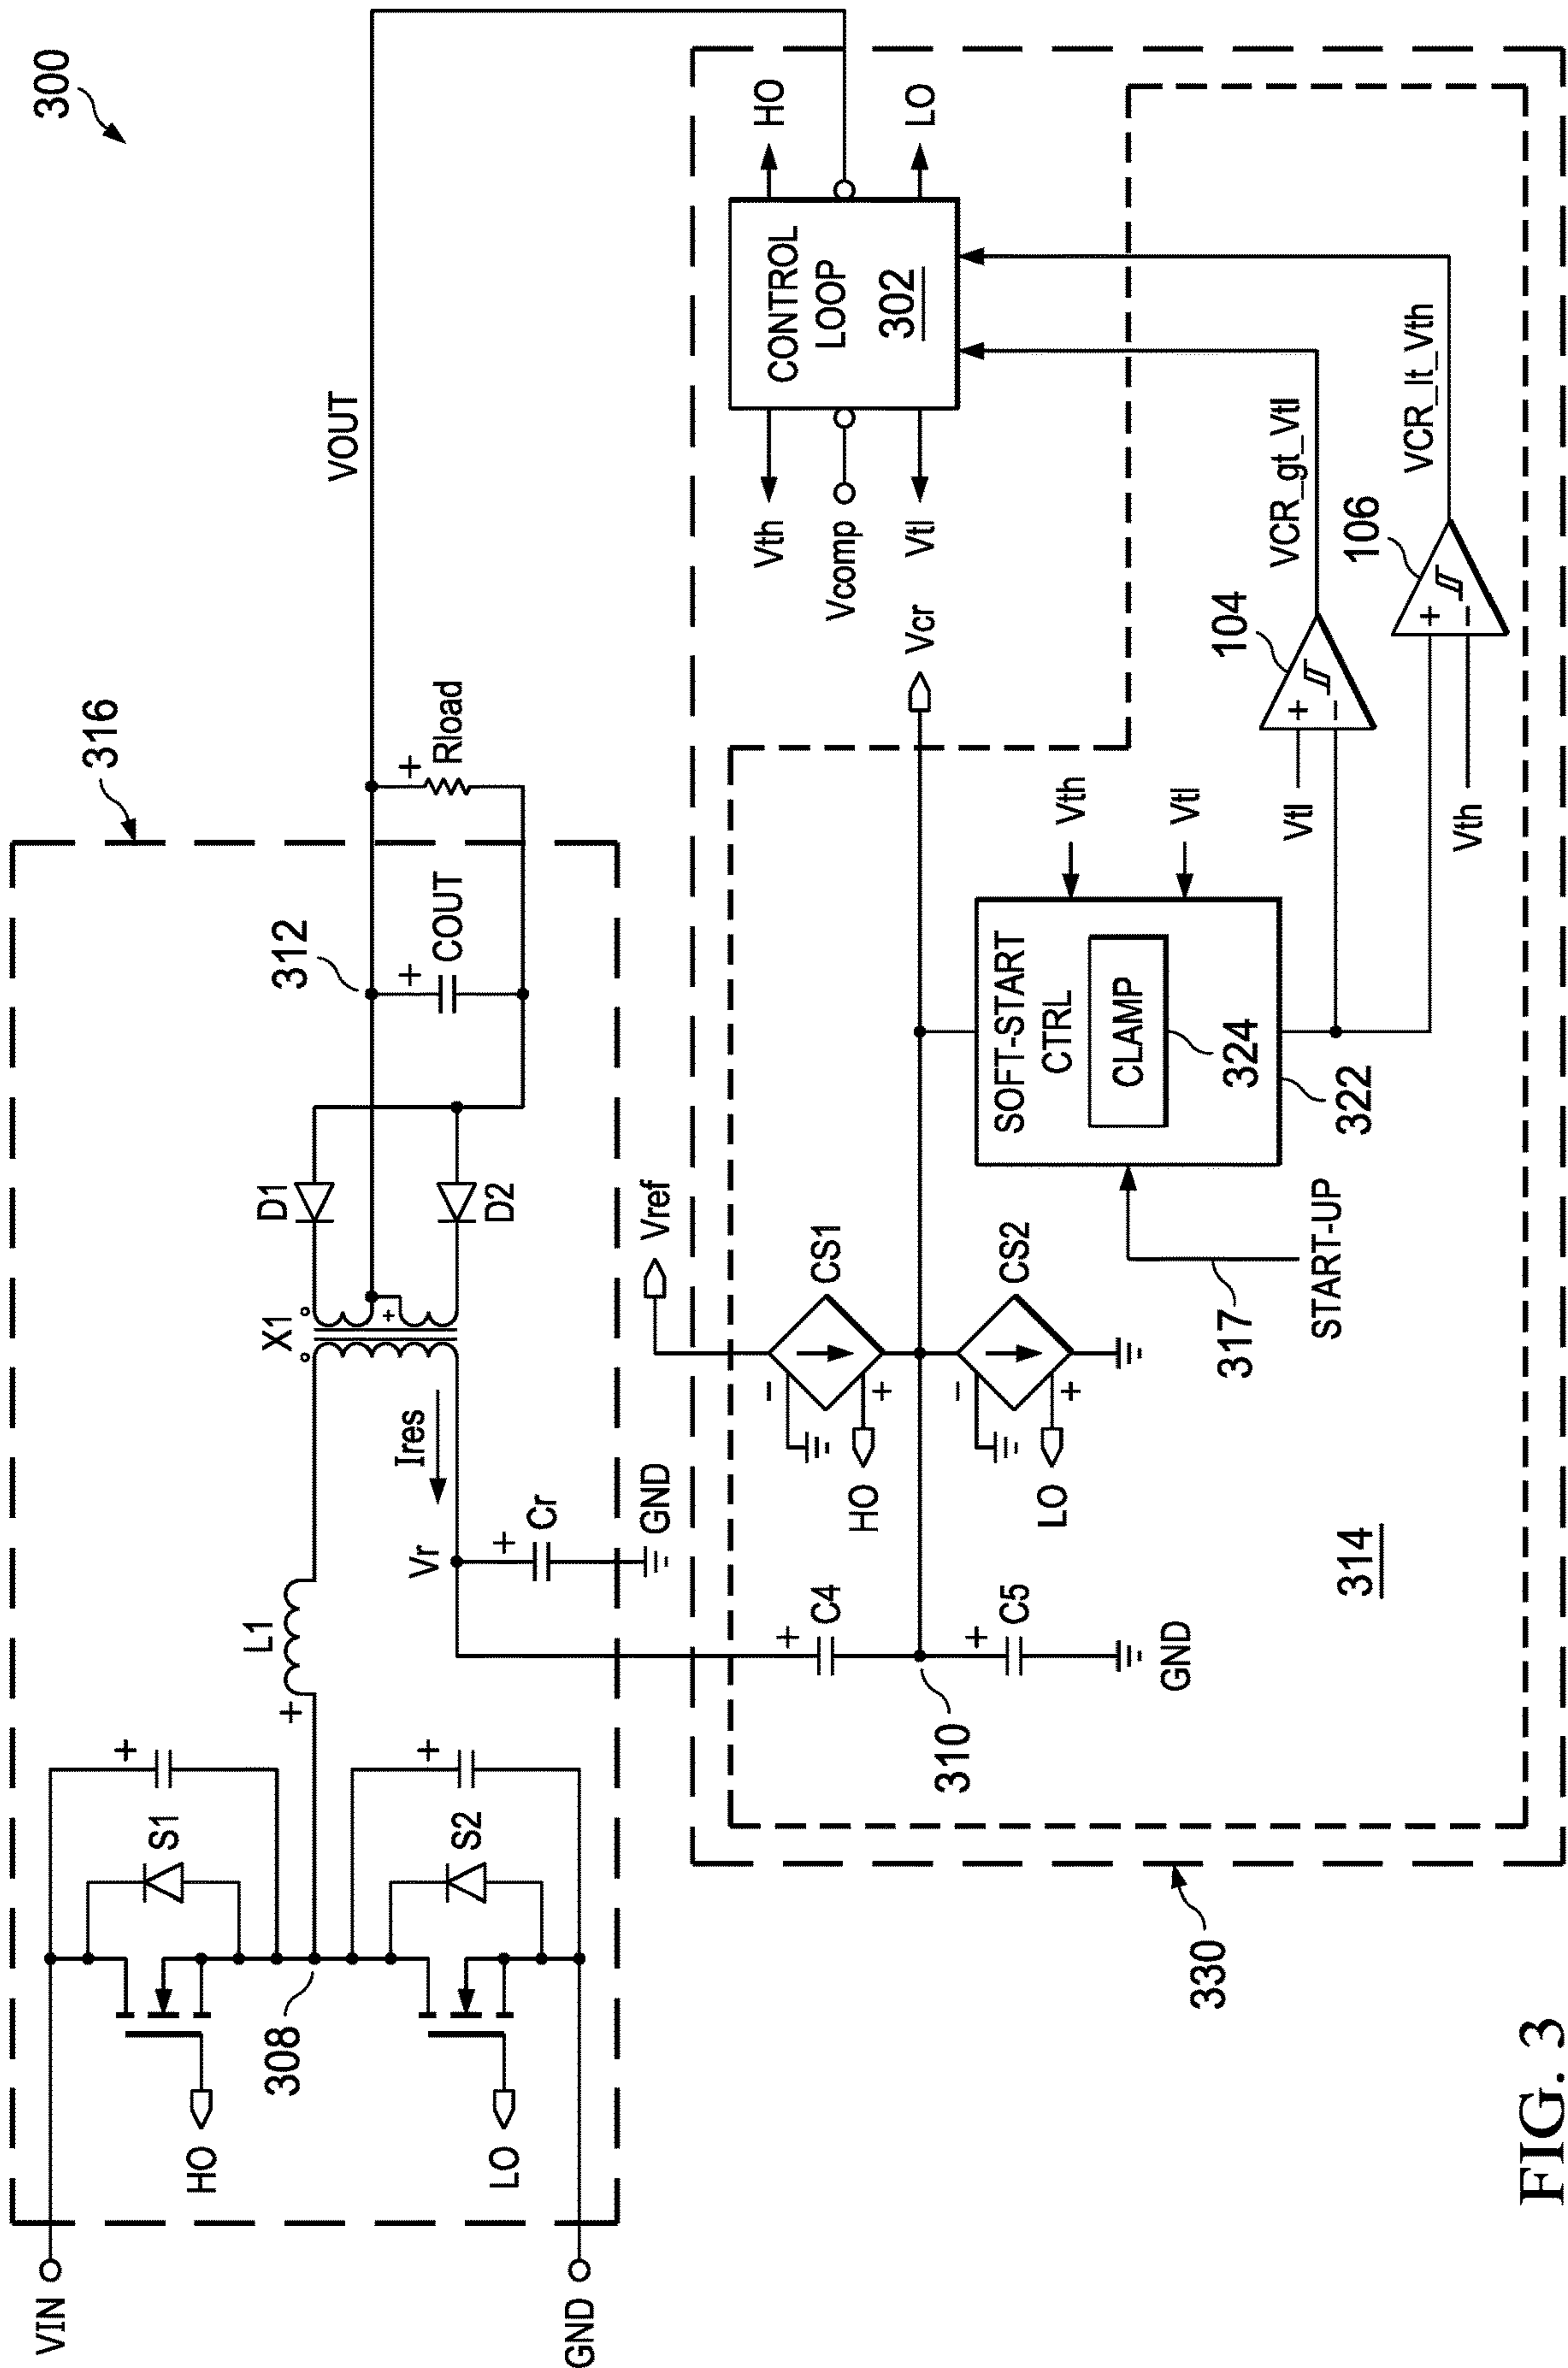 300
316
VOUT
VIN
GND
HO
LO
308
S1
S2
+
+
+
L1
Vr
+
Cr
GND
Ires
X1
+
D1
D2
312
+
COUT
+
Rload
Vref
330
310
+
C4
+
C5
GND
HO
LO
-
+
CS1
-
+
CS2
314
317
START-UP
SOFT-START
CTRL
CLAMP
324
322
Vth
Vtl
Vcr
Vth
Vcomp
Vtl
CONTROL
LOOP
302
HO
LO
Vtl
+
-
104
VCR_gt_Vtl
Vth
+
-
106
VCR_lt_Vth
FIG. 3